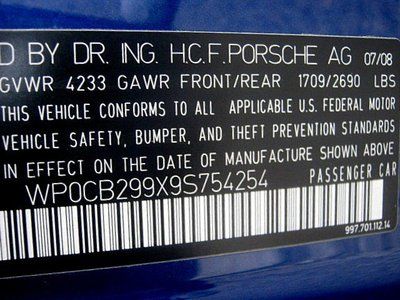 D BY DR. ING. H.C.F. PORSCHE AG 07/08
GVWR 4233 GAWR FRONT/REAR 1709/2690 LBS
THIS VEHICLE CONFORMS TO ALL APPLICABLE U.S. FEDERAL MOTOR
VEHICLE SAFETY, BUMPER, AND THEFT PREVENTION STANDARDS
IN EFFECT ON THE DATE OF MANUFACTURE SHOWN ABOVE.
WP0CB299X9S754254 PASSENGER CAR
997.701.112.14